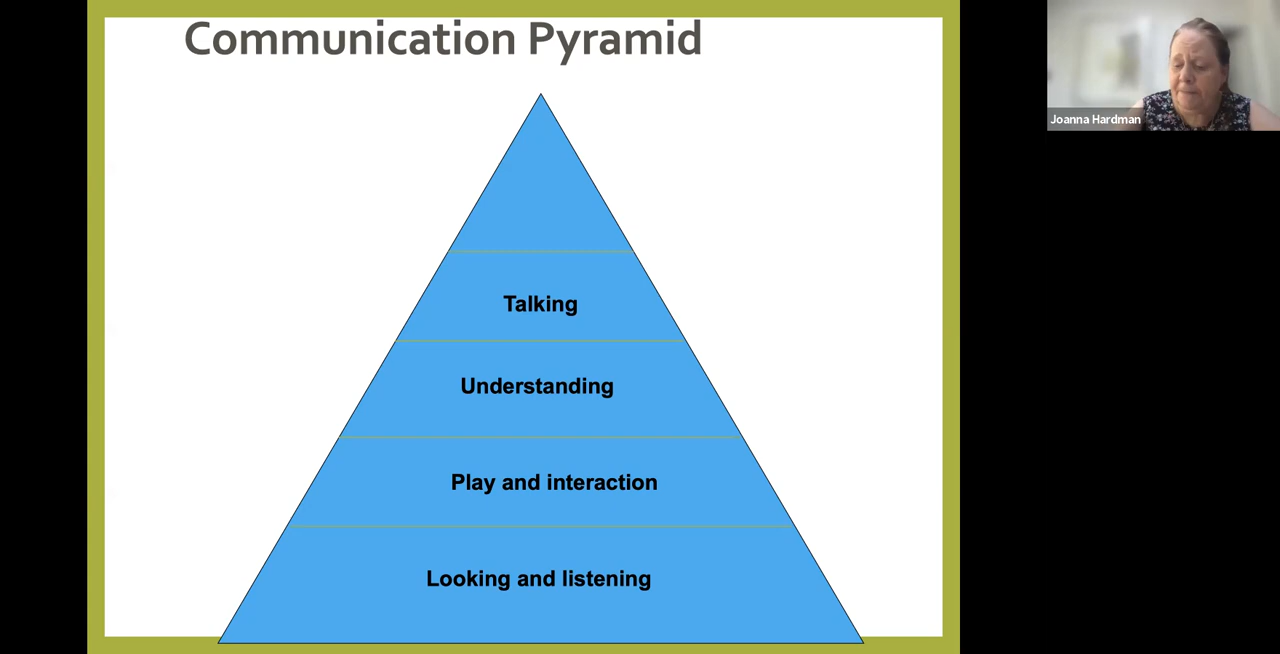 Communication Pyramid
Joanna Hardman
Talking
Understanding
Play and interaction
Looking and listening